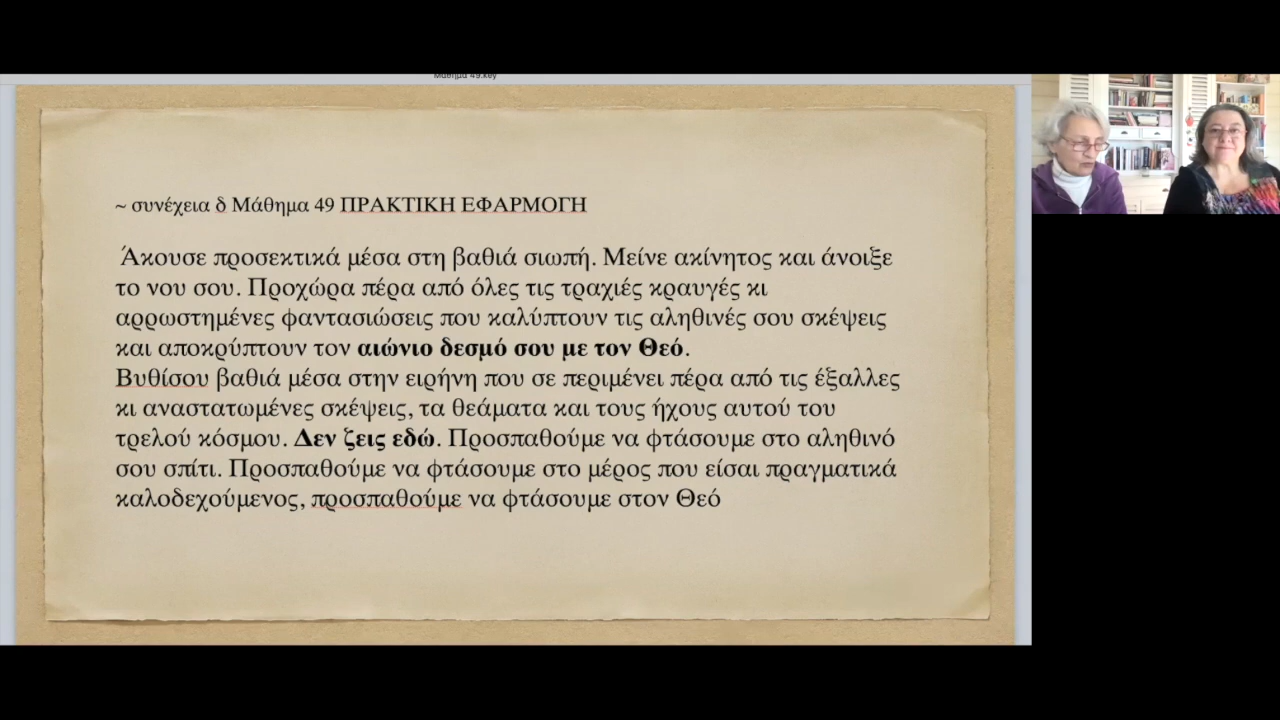 Μάθημα 49.key
~ συνέχεια δ Μάθημα 49 ΠΡΑΚΤΙΚΗ ΕΦΑΡΜΟΓΗ
Άκουσε προσεκτικά μέσα στη βαθιά σιωπή. Μείνε ακίνητος και άνοιξε
το νου σου. Προχώρα πέρα από όλες τις τραχιές κραυγές κι
αρρωστημένες φαντασιώσεις που καλύπτουν τις αληθινές σου σκέψεις
και αποκρύπτουν τον αιώνιο δεσμό σου με τον Θεό.
Βυθίσου βαθιά μέσα στην ειρήνη που σε περιμένει πέρα από τις έξαλλες
κι αναστατωμένες σκέψεις, τα θεάματα και τους ήχους αυτού του
τρελού κόσμου. Δεν ζεις εδώ. Προσπαθούμε να φτάσουμε στο αληθινό
σου σπίτι. Προσπαθούμε να φτάσουμε στο μέρος που είσαι πραγματικά
καλοδεχούμενος, προσπαθούμε να φτάσουμε στον Θεό